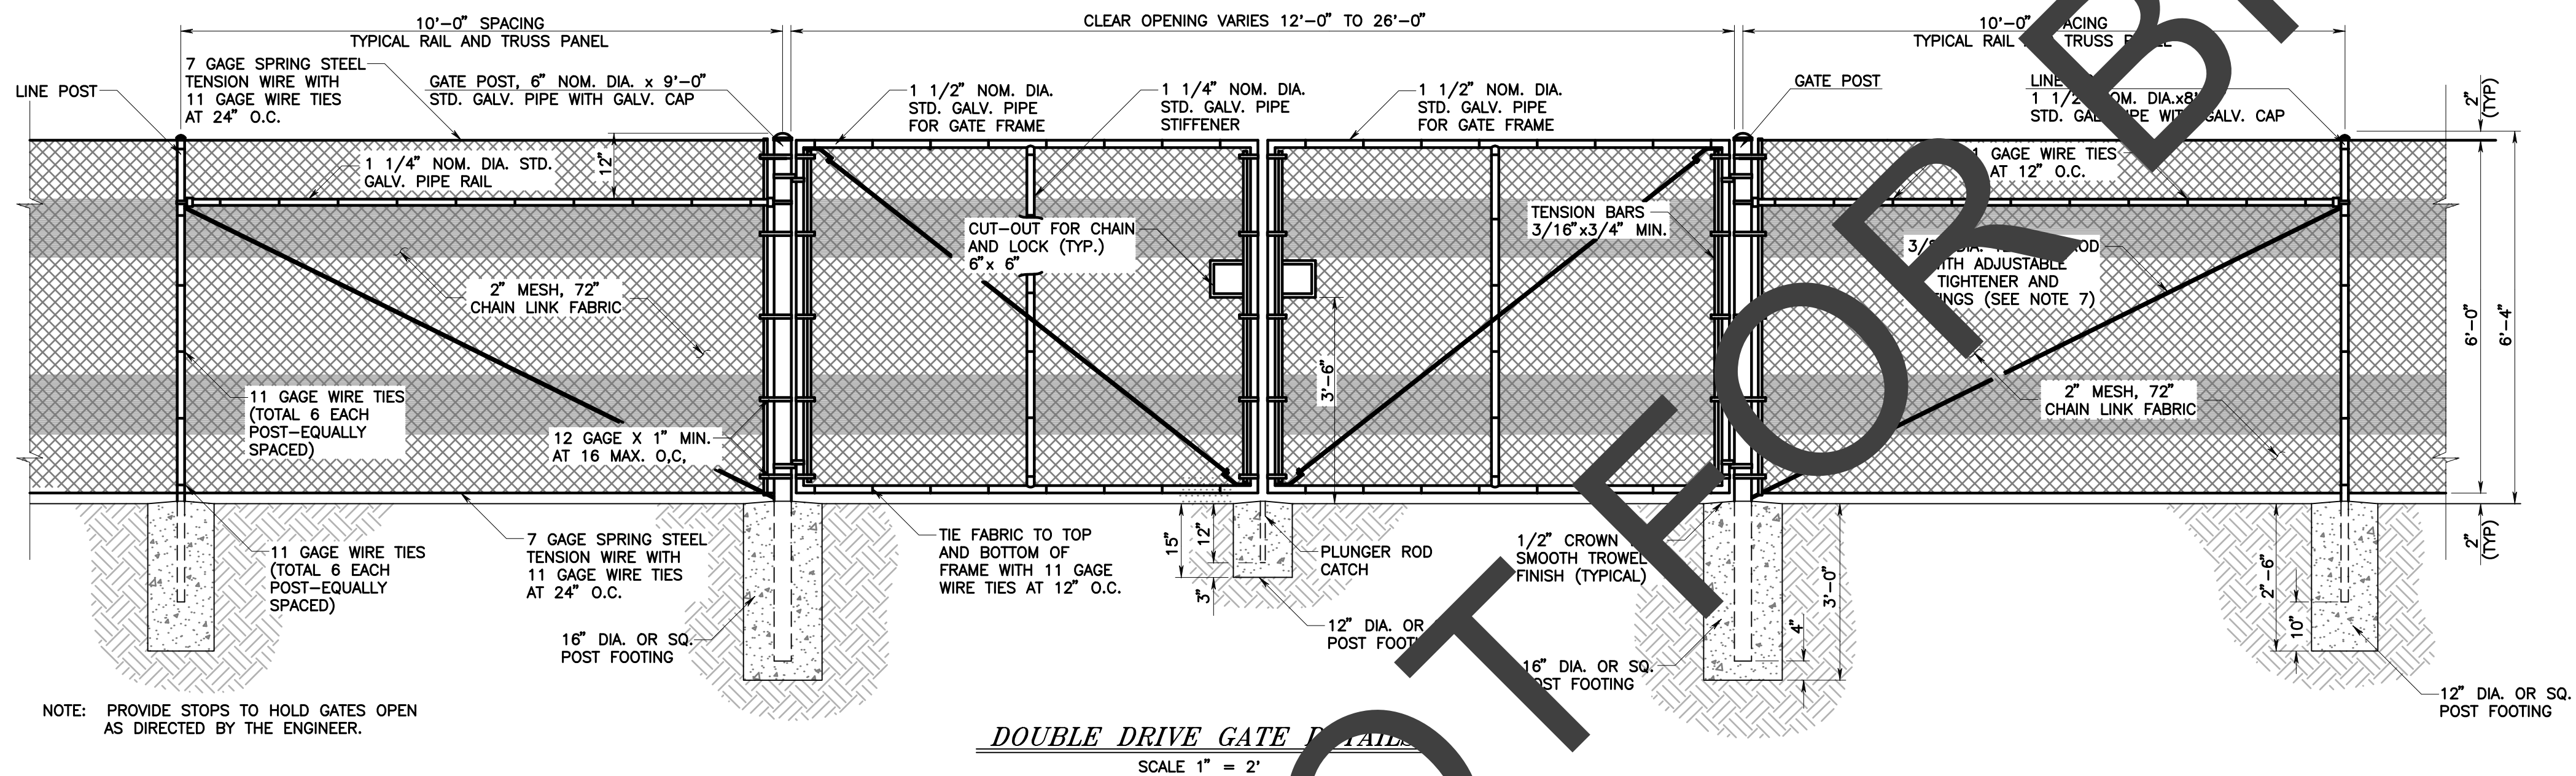 10'-0" SPACING
TYPICAL RAIL AND TRUSS PANEL
CLEAR OPENING VARIES 12'-0" TO 26'-0"
10'-0"
TYPICAL RAIL TRUSS
LINE POST
7 GAGE SPRING STEEL
TENSION WIRE WITH
11 GAGE WIRE TIES
AT 24" O.C.
GATE POST, 6" NOM. DIA. x 9'-0"
STD. GALV. PIPE WITH GALV. CAP
1 1/2" NOM. DIA.
STD. GALV. PIPE
FOR GATE FRAME
1 1/4" NOM. DIA.
STD. GALV. PIPE
STIFFENER
1 1/2" NOM. DIA.
STD. GALV. PIPE
FOR GATE FRAME
GATE POST
LINE
1 1/2" NOM. DIA.x8'
STD. GALV. PIPE WITH GALV. CAP
2"
(TYP)
12"
1 1/4" NOM. DIA. STD.
GALV. PIPE RAIL
GAGE WIRE TIES
AT 12" O.C.
CUT-OUT FOR CHAIN
AND LOCK (TYP.)
6"x 6"
TENSION BARS
3/16"x3/4" MIN.
2" MESH, 72"
CHAIN LINK FABRIC
WITH ADJUSTABLE
TIGHTENER AND
(SEE NOTE 7)
6'-0"
6'-4"
3'-6"
11 GAGE WIRE TIES
(TOTAL 6 EACH
POST-EQUALLY
SPACED)
12 GAGE X 1" MIN.
AT 16 MAX. O,C,
2" MESH, 72"
CHAIN LINK FABRIC
11 GAGE WIRE TIES
(TOTAL 6 EACH
POST-EQUALLY
SPACED)
7 GAGE SPRING STEEL
TENSION WIRE WITH
11 GAGE WIRE TIES
AT 24" O.C.
TIE FABRIC TO TOP
AND BOTTOM OF
FRAME WITH 11 GAGE
WIRE TIES AT 12" O.C.
15"
12"
3"
PLUNGER ROD
CATCH
1/2" CROWN
SMOOTH TROWEL
FINISH (TYPICAL)
3'-0"
4"
2"-6"
10"
2"
(TYP)
16" DIA. OR SQ.
POST FOOTING
12" DIA. OR
POST
16" DIA. OR SQ.
POST FOOTING
12" DIA. OR SQ.
POST FOOTING
NOTE: PROVIDE STOPS TO HOLD GATES OPEN
AS DIRECTED BY THE ENGINEER.
DOUBLE DRIVE GATE DETAILS
SCALE 1" = 2'
OT FOR BI